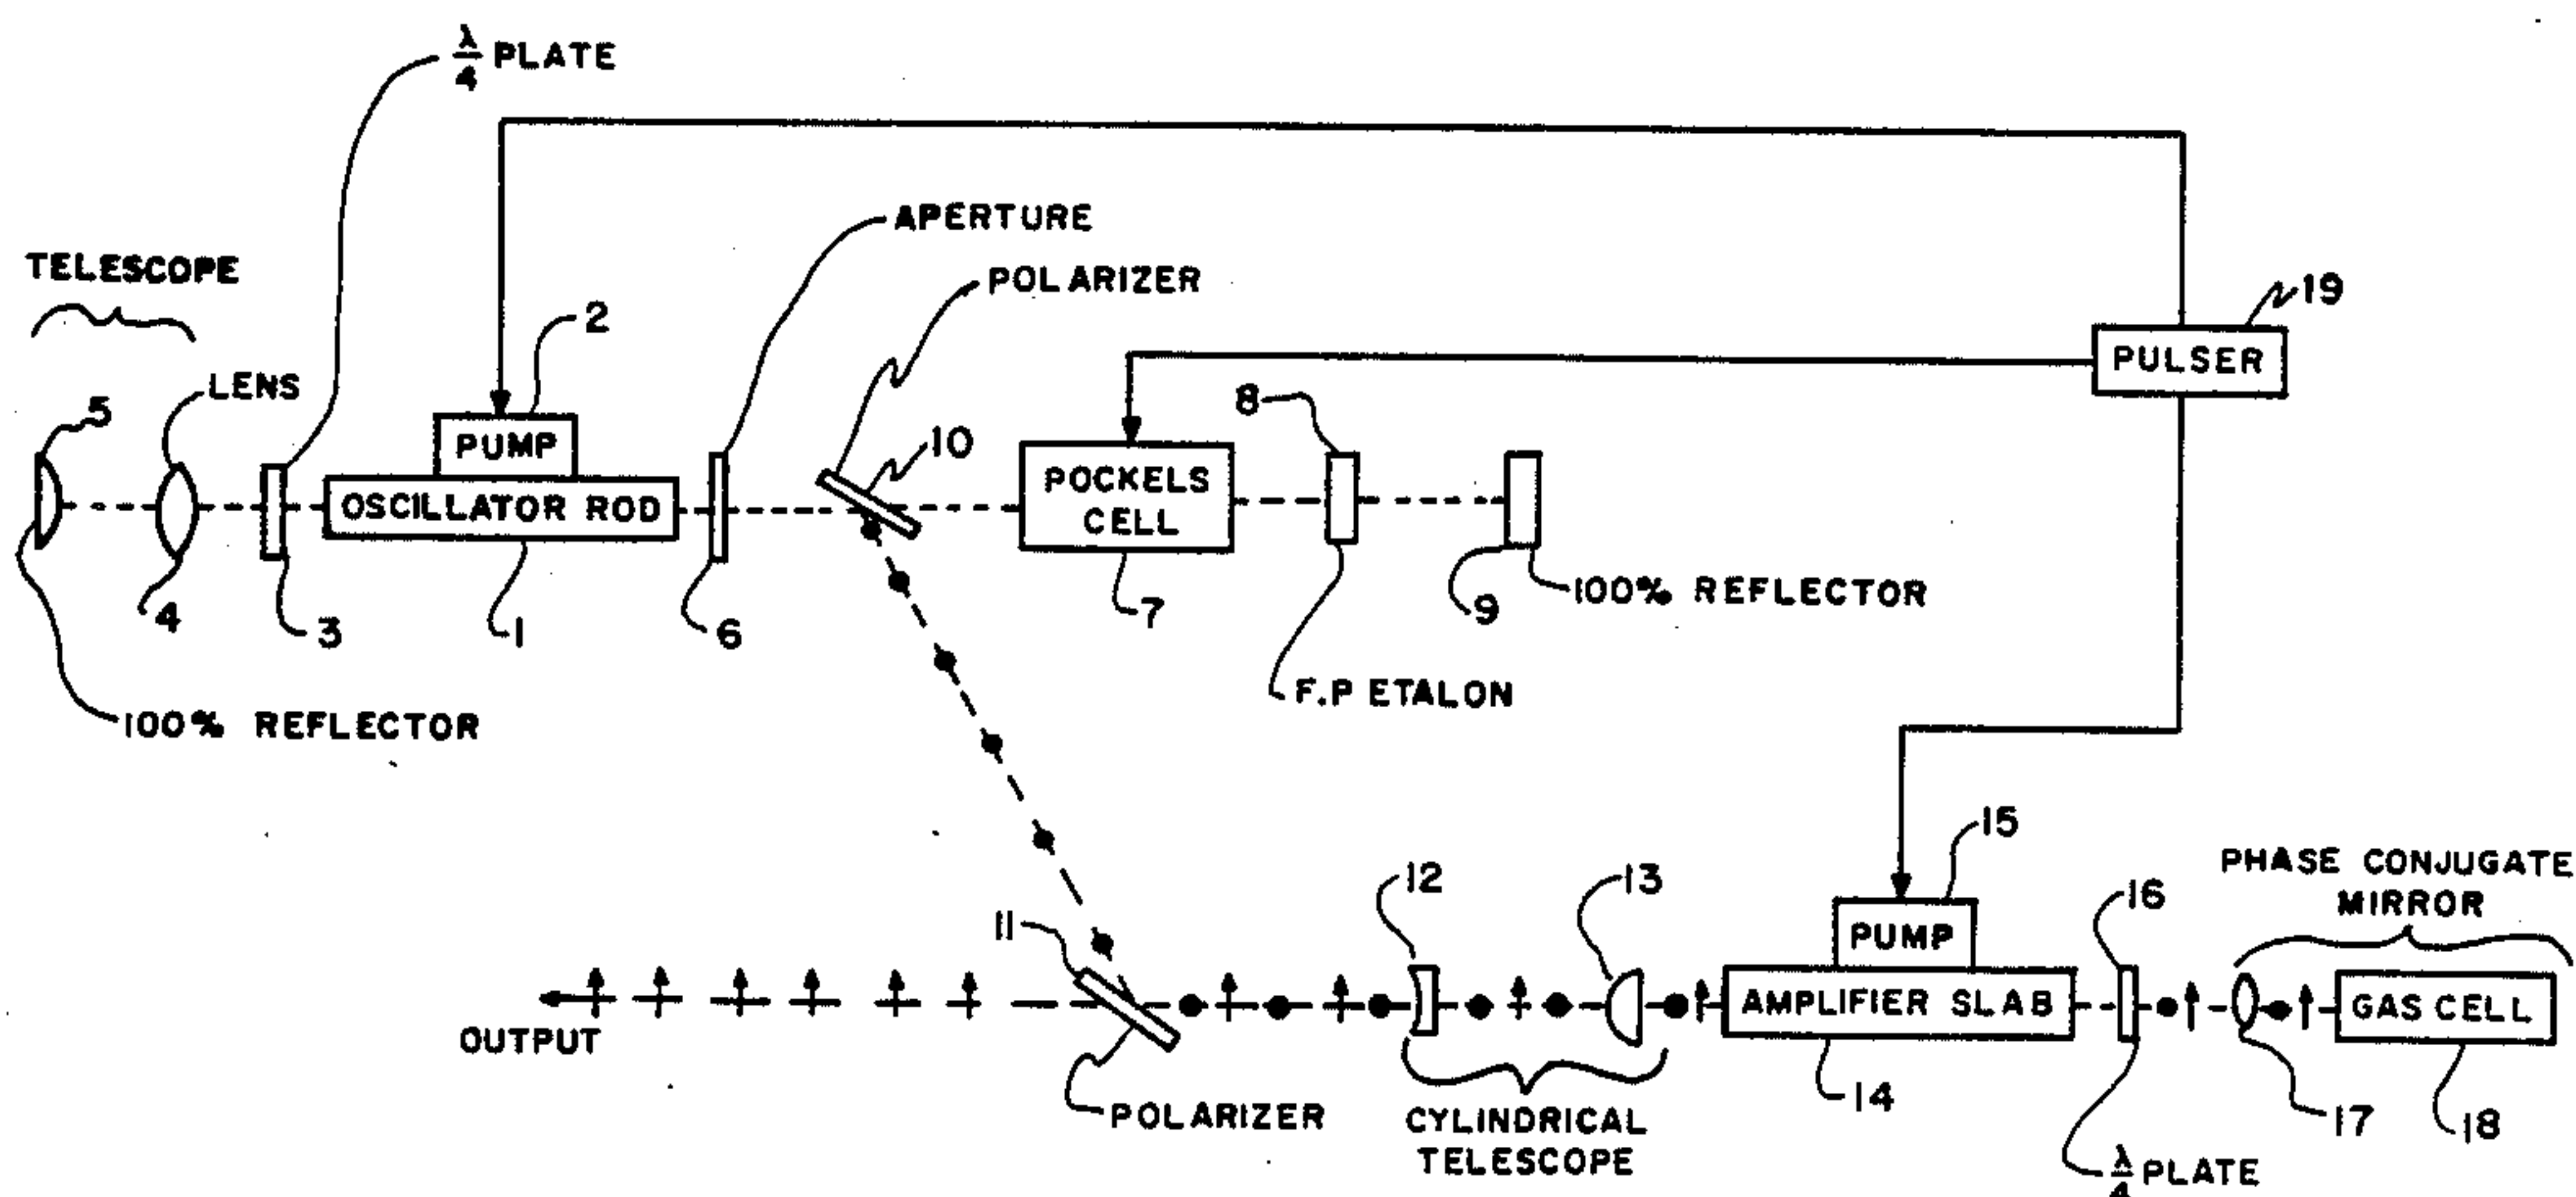 λ/4 PLATE
APERTURE
TELESCOPE
POLARIZER
19
2
PULSER
LENS
5
8
PUMP
10
POCKELS
CELL
OSCILLATOR ROD
4
3
1
6
7
9
100% REFLECTOR
F.P ETALON
100% REFLECTOR
15
PHASE CONJUGATE
MIRROR
12
13
16
11
PUMP
AMPLIFIER SLAB
GAS CELL
OUTPUT
14
17
18
POLARIZER
CYLINDRICAL
TELESCOPE
λ/4 PLATE